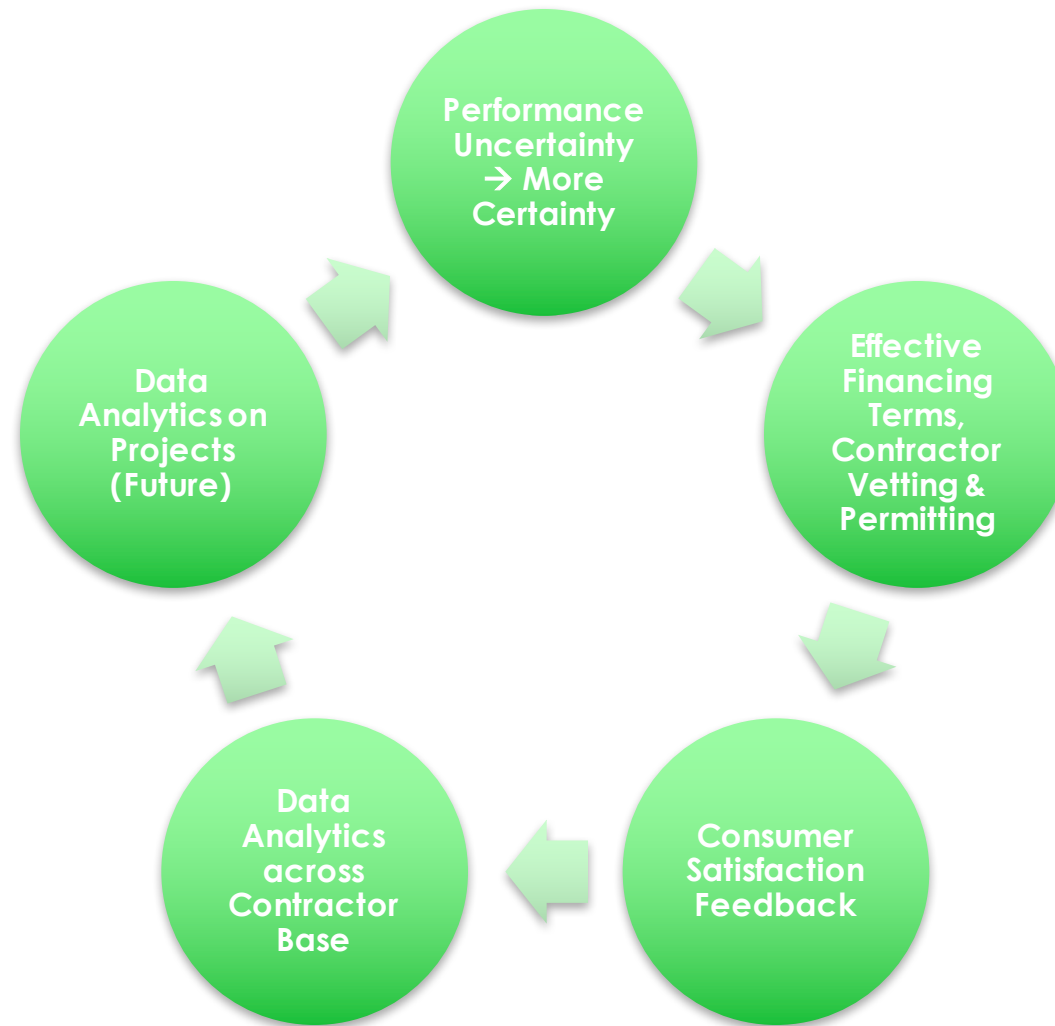 Performance
Uncertainty
→ More
Certainty
Effective
Financing
Terms,
Contractor
Vetting &
Permitting
Consumer
Satisfaction
Feedback
Data
Analytics
across
Contractor
Base
Data
Analytics on
Projects
(Future)